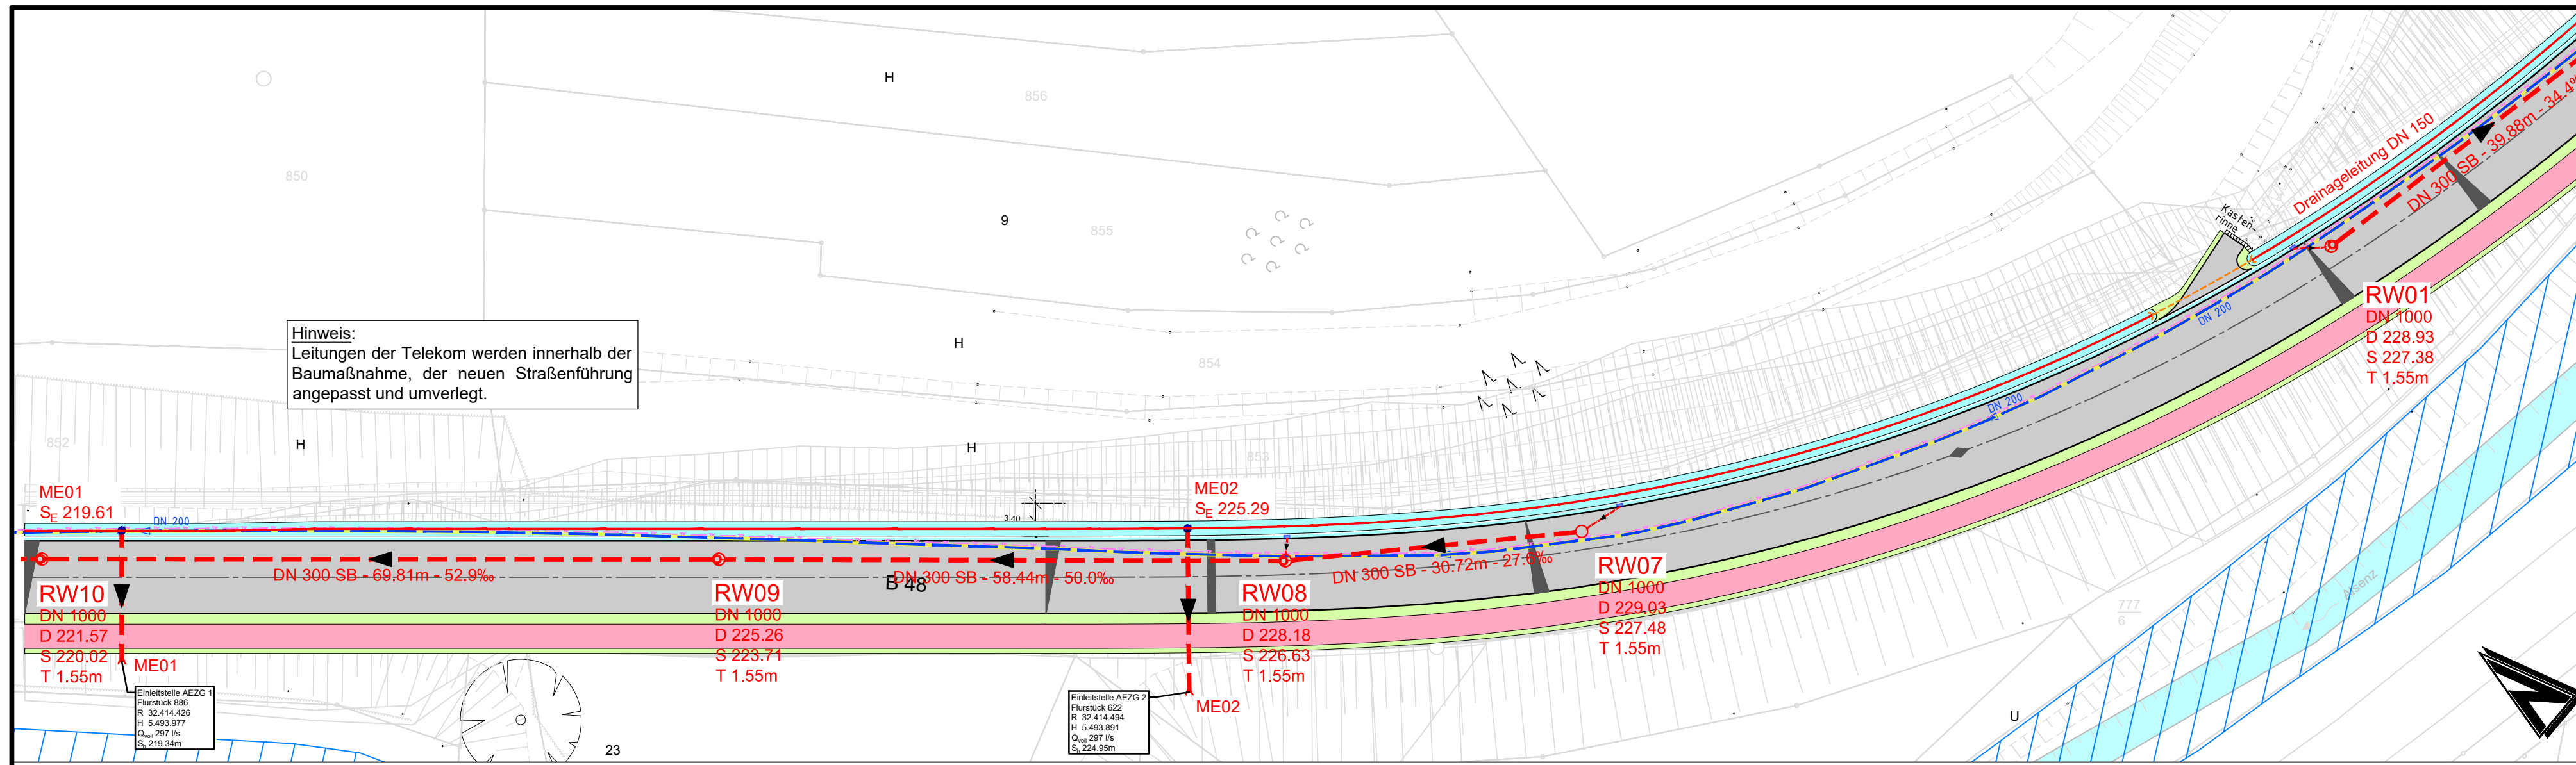 H
856
850
9
855
Hinweis:
Leitungen der Telekom werden innerhalb der
Baumaßnahme, der neuen Straßenführung
angepasst und umverlegt.
H
854
852
H
H
853
Drainageleitung DN 150
DN 300 SB - 39.88m - 34.4
Kasten-
rinne
DN 200
DN 200
RW01
DN 1000
D 228.93
S 227.38
T 1.55m
ME01
SE 219.61
DN 200
3.40
ME02
SE 225.29
DN 300 SB - 69.81m - 52.9‰
B 48
DN 300 SB - 58.44m - 50.0‰
DN 300 SB - 30.72m - 27.6‰
RW10
DN 1000
D 221.57
S 220.02
T 1.55m
ME01
RW09
DN 1000
D 225.26
S 223.71
T 1.55m
RW08
DN 1000
D 228.18
S 226.63
T 1.55m
RW07
DN 1000
D 229.03
S 227.48
T 1.55m
ME02
Einleitstelle AEZG 1
Flurstück 886
R 32.414.426
H 5.493.977
Qvoll 297 l/s
Sh 219.34m
23
Einleitstelle AEZG 2
Flurstück 622
R 32.414.494
H 5.493.891
Qvoll 297 l/s
Sh 224.95m
Alsenz
777
6
U